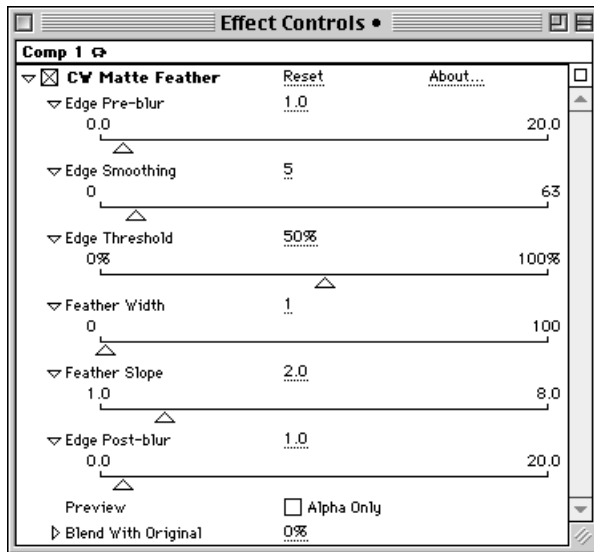 Effect Controls •
Comp 1
CW Matte Feather Reset About...
Edge Pre-blur 1.0
0.0 20.0
Edge Smoothing 5
0 63
Edge Threshold 50%
0% 100%
Feather Width 1
0 100
Feather Slope 2.0
1.0 8.0
Edge Post-blur 1.0
0.0 20.0
Preview Alpha Only
Blend With Original 0%